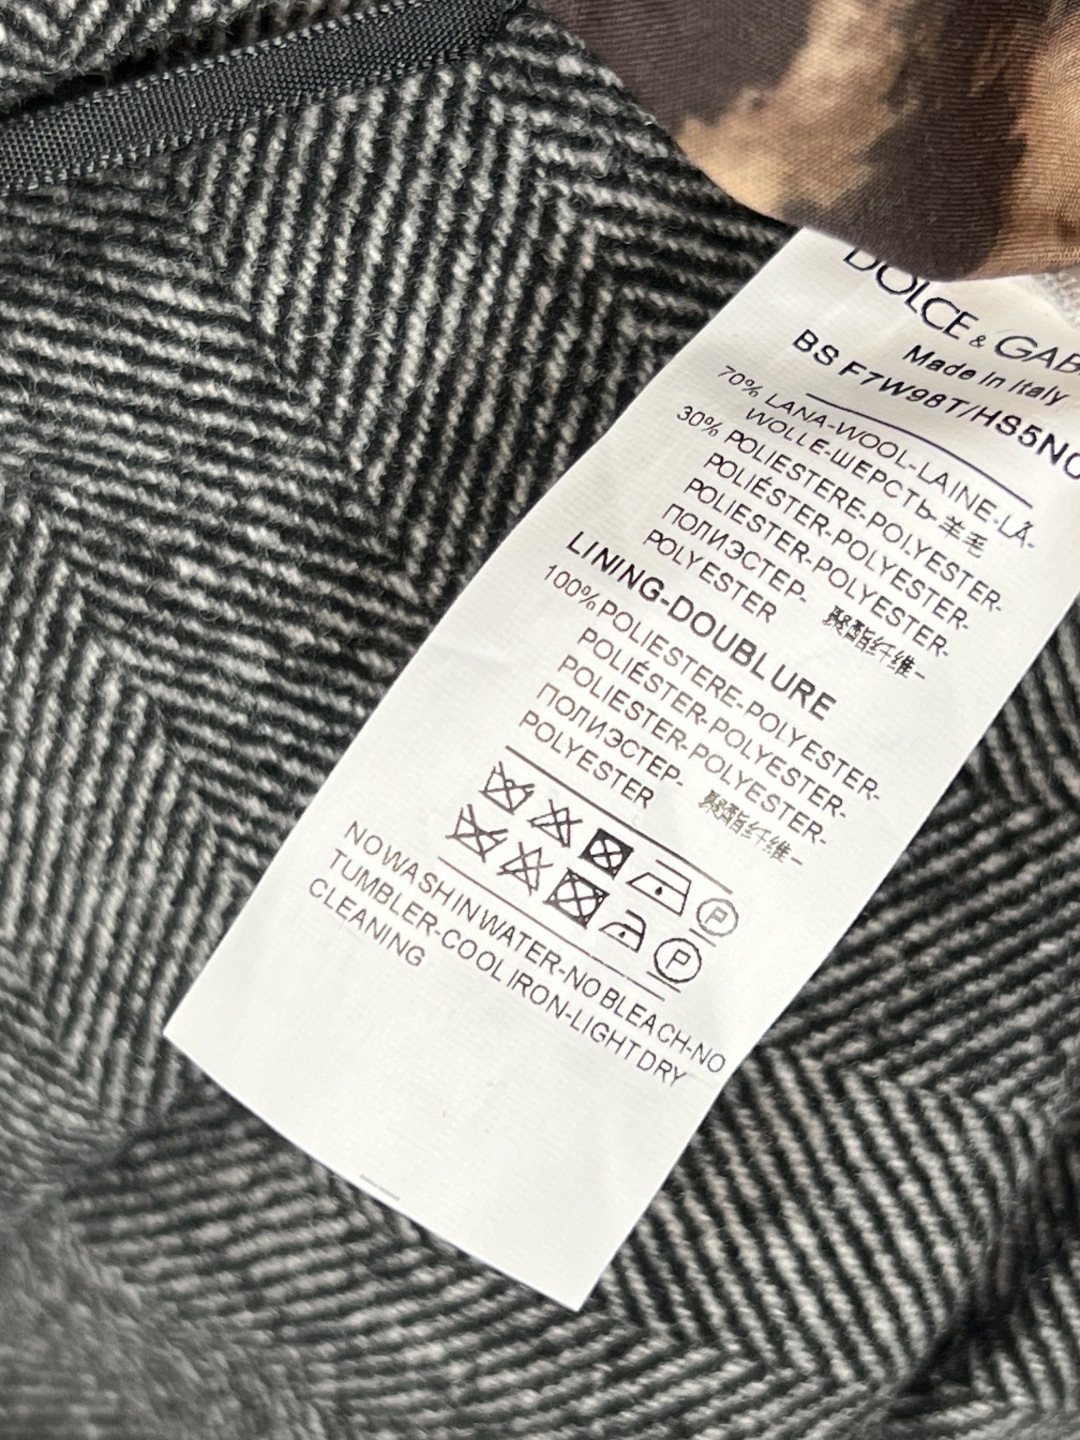 DOLCE & GAB
Made in Italy
BS F7W98T/HS5NC
70% LANA-WOOL-LAINE-LÃ-
WOLLE-ШЕРСТЬ-羊毛
30% POLIESTERE-POLYESTER-
POLIÉSTER-POLYESTER-
POLIESTER-POLYESTER-
ПОЛИЭСТЕР- 聚酯纤维-
POLYESTER
LINING-DOUBLURE
100%POLIESTERE-POLYESTER-
POLIÉSTER-POLYESTER-
POLIESTER-POLYESTER-
ПОЛИЭСТЕР- 聚酯纤维-
POLYESTER
P
P
NO WASH IN WATER-NO BLEACH-NO
TUMBLER-COOL IRON-LIGHT DRY
CLEANING